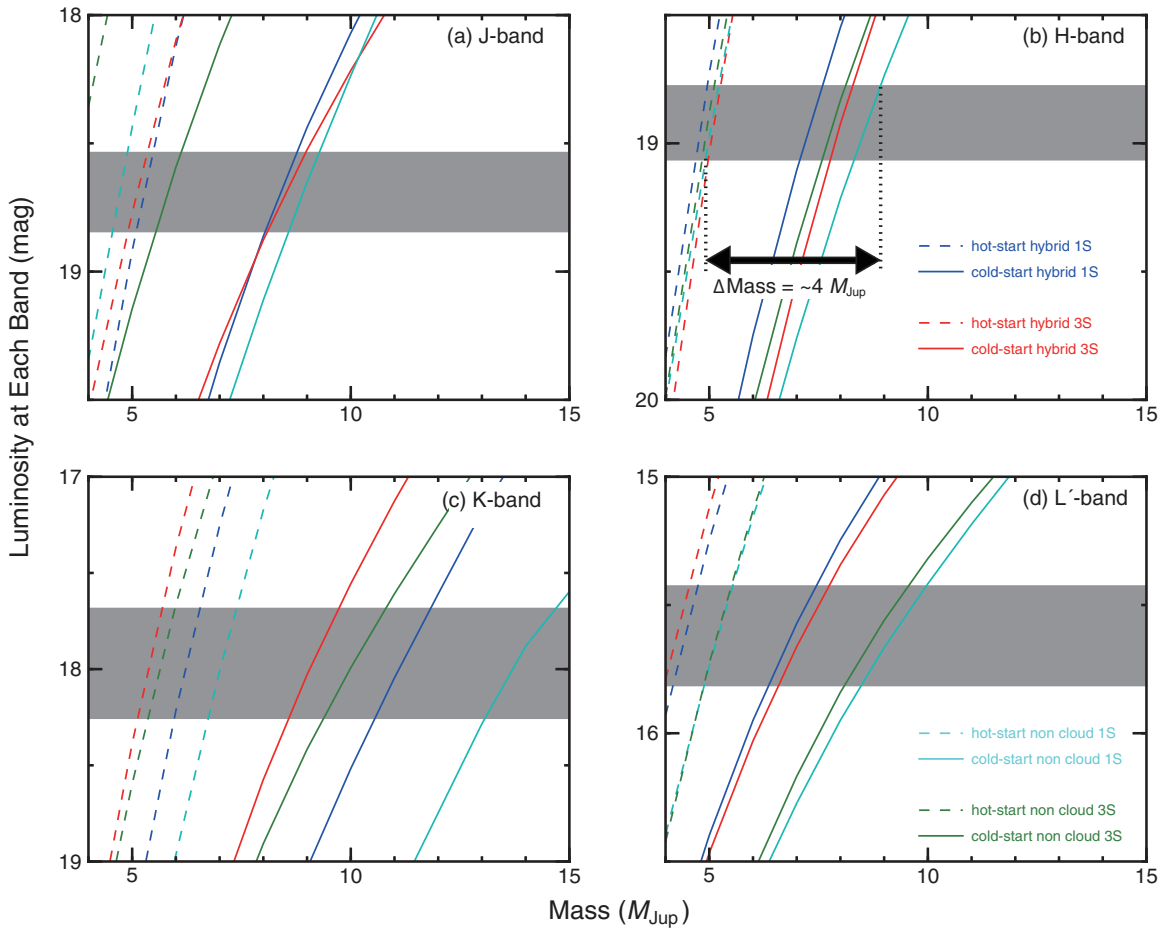 Luminosity at Each Band (mag)
(a) J-band
18
19
5
10
15
(b) H-band
19
20
5
10
15
ΔMass = ~4 M_Jup
hot-start hybrid 1S
cold-start hybrid 1S
hot-start hybrid 3S
cold-start hybrid 3S
(c) K-band
17
18
19
5
10
15
(d) L´-band
15
16
5
10
15
hot-start non cloud 1S
cold-start non cloud 1S
hot-start non cloud 3S
cold-start non cloud 3S
Mass (M_Jup)